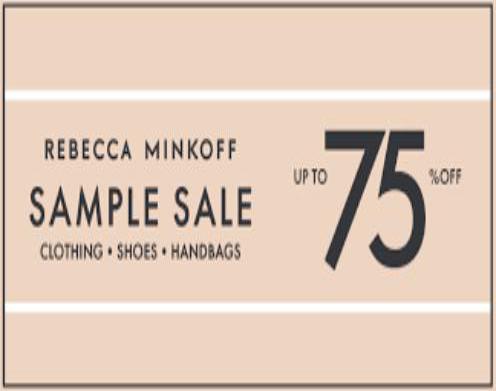 REBECCA MINKOFF
SAMPLE SALE
CLOTHING • SHOES • HANDBAGS
UP TO 75 %OFF